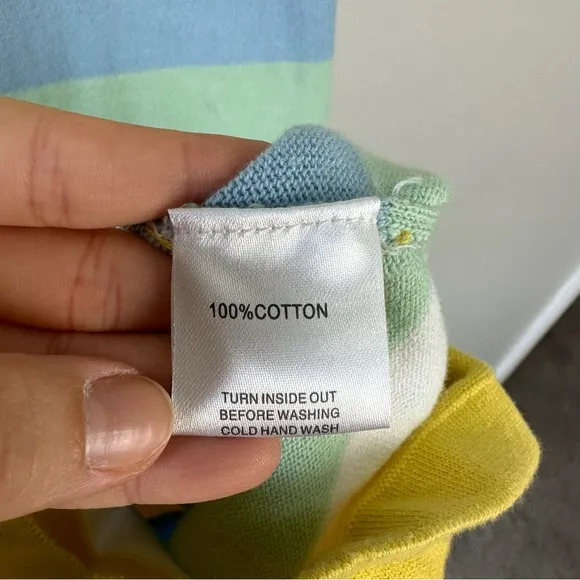 100%COTTON
TURN INSIDE OUT
BEFORE WASHING
COLD HAND WASH